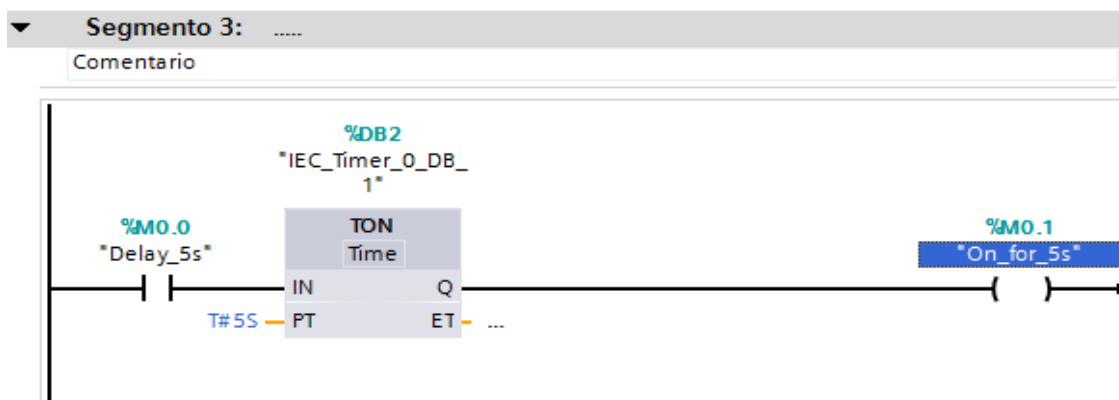 Segmento 3: .....
Comentario
%DB2
"IEC_Timer_0_DB_
1"
%M0.0
"Delay_5s"
TON
Time
%M0.1
"On_for_5s"
IN Q
T#5S PT ET ...